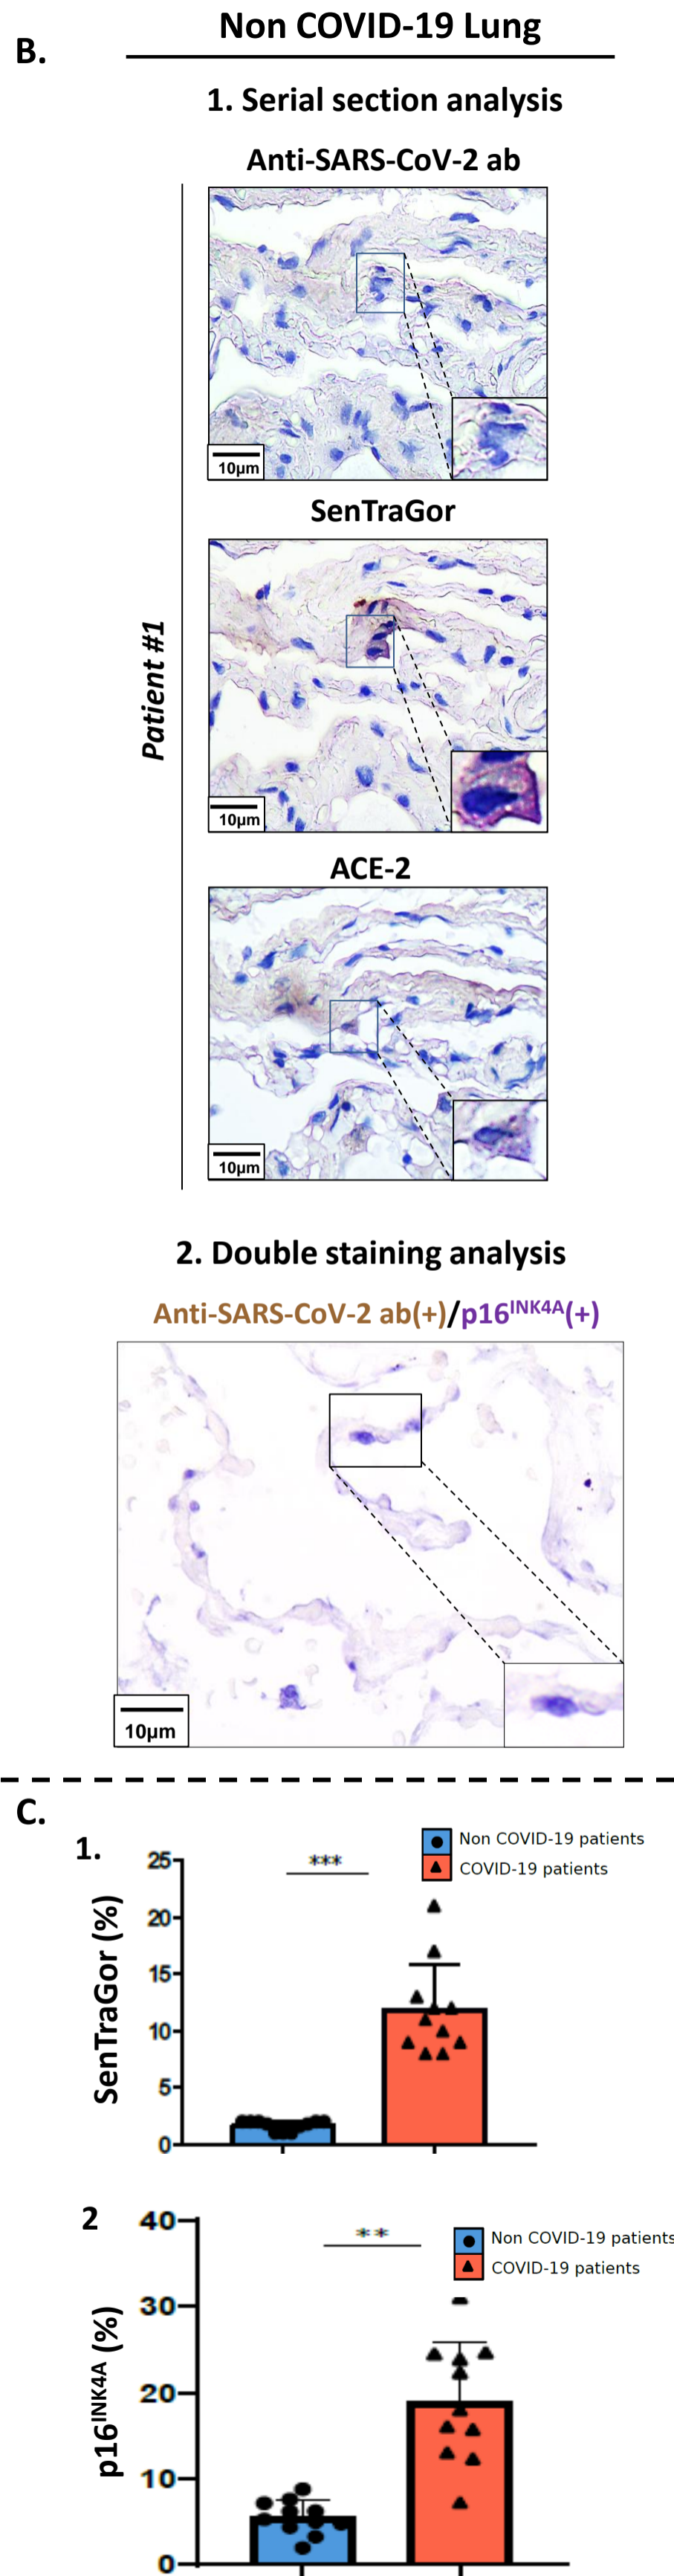 B.
Non COVID-19 Lung
1. Serial section analysis
Anti-SARS-CoV-2 ab
10µm
SenTraGor
Patient #1
10µm
ACE-2
10µm
2. Double staining analysis
Anti-SARS-CoV-2 ab(+)/p16INK4A(+)
10µm
C.
1.
Non COVID-19 patients
COVID-19 patients
***
SenTraGor (%)
25
20
15
10
5
0
2
Non COVID-19 patients
COVID-19 patients
**
p16INK4A (%)
40
30
20
10
0